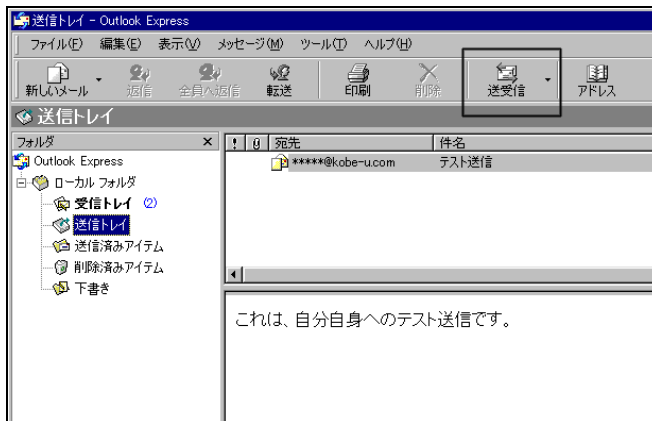 送信トレイ - Outlook Express
ファイル(F) 編集(E) 表示(V) メッセージ(M) ツール(T) ヘルプ(H)
新しいメール 返信 全員へ返信 転送 印刷 削除 送受信 アドレス
送信トレイ
フォルダ × ! 宛先 件名
Outlook Express *****@kobe-u.com テスト送信
ローカル フォルダ
受信トレイ (2)
送信トレイ
送信済みアイテム
削除済みアイテム
下書き
これは、自分自身へのテスト送信です。